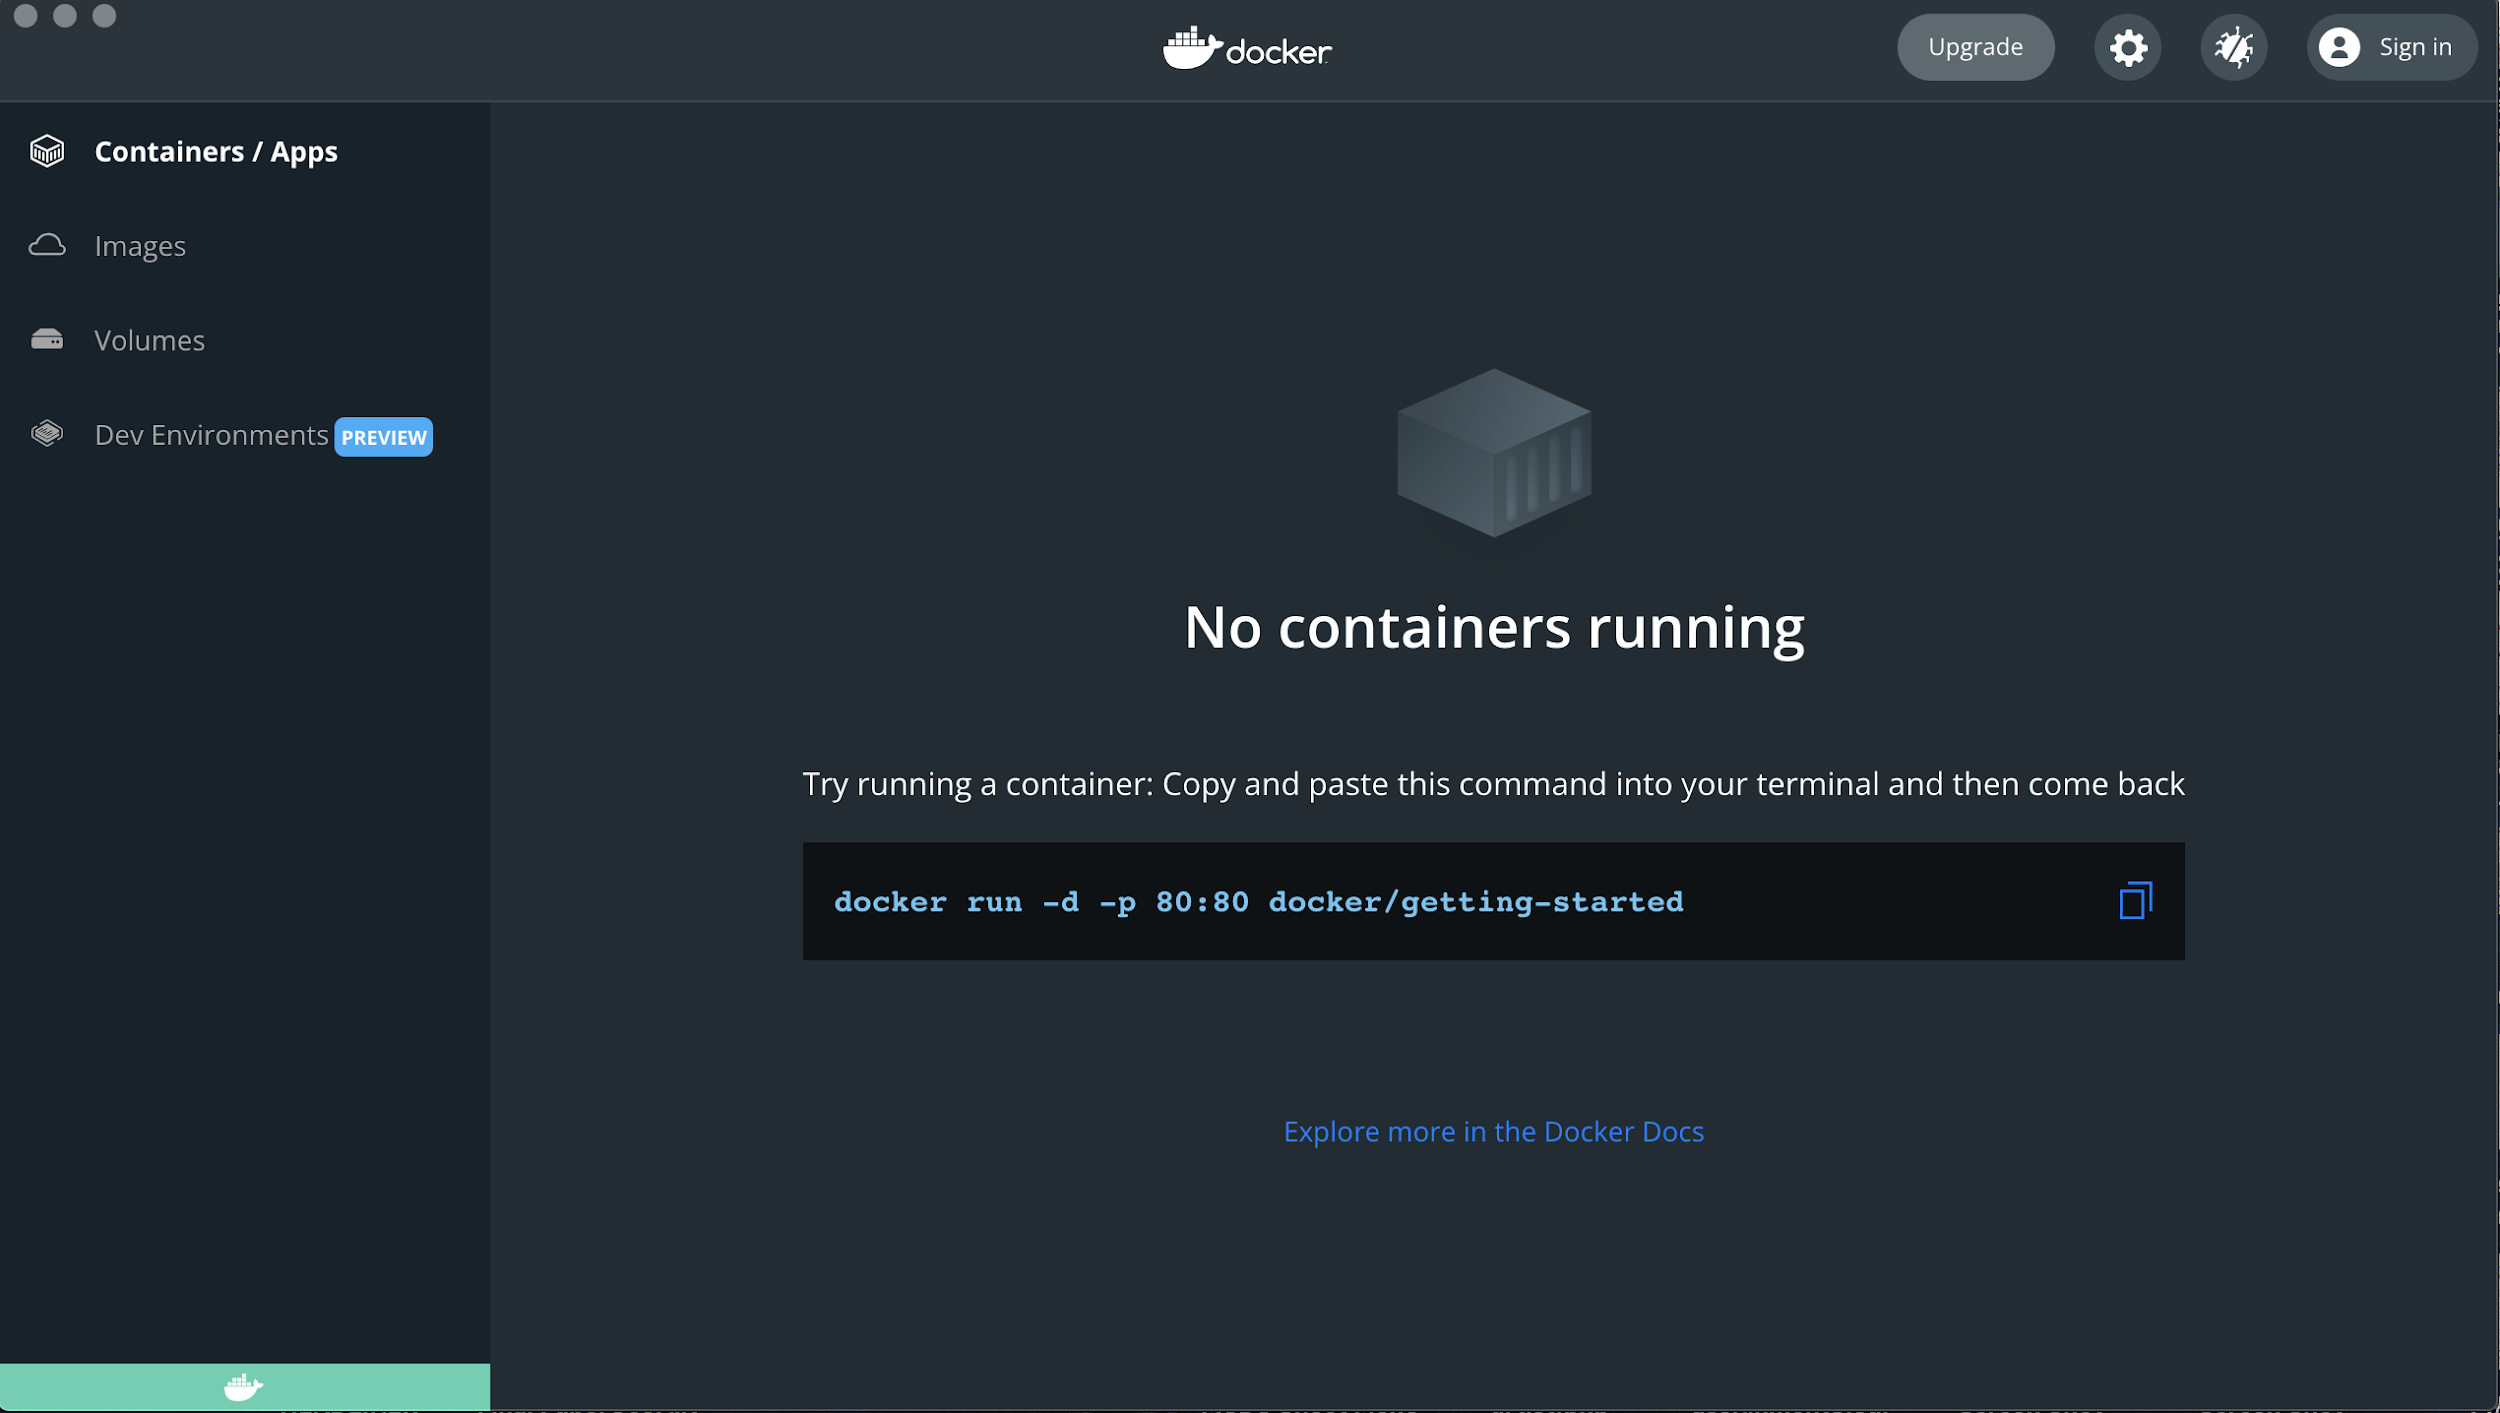 docker
Upgrade
Sign in
Containers / Apps
Images
Volumes
Dev Environments PREVIEW
No containers running
Try running a container: Copy and paste this command into your terminal and then come back
docker run -d -p 80:80 docker/getting-started
Explore more in the Docker Docs